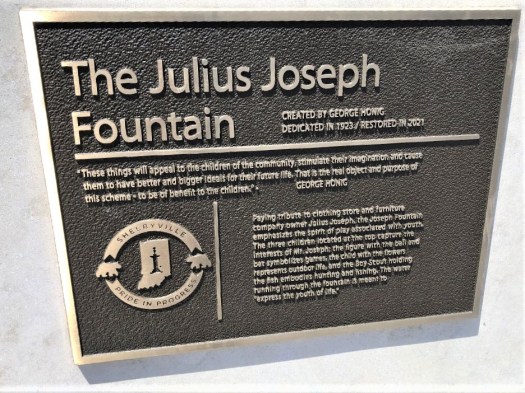 The Julius Joseph
Fountain
CREATED BY GEORGE HONIG
DEDICATED IN 1923 / RESTORED IN 2021
"These things will appeal to the children of the community, stimulate their imagination and cause
them to have better and bigger ideals for their future life. That is the real object and purpose of
this scheme - to be of benefit to the children." -
GEORGE HONIG
SHELBYVILLE
PRIDE IN PROGRESS
Paying tribute to clothing store and furniture
company owner Julius Joseph, the Joseph Fountain
emphasizes the spirit of play associated with youth.
The three children located at the top capture the
interests of Mr. Joseph; the figure with the ball and
bat symbolizes games, the child with the flowers
represents outdoor life, and the Boy Scout holding
the fish embodies hunting and fishing. The water
running through the fountain is meant to
"express the youth of life."